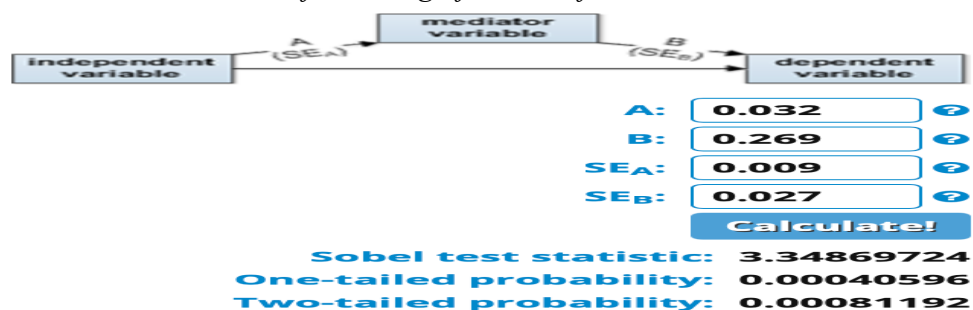 mediator
variable
A
(SEA)
B
(SEB)
independent
variable
dependent
variable
A: 0.032
B: 0.269
SEA: 0.009
SEB: 0.027
Calculate!
Sobel test statistic: 3.34869724
One-tailed probability: 0.00040596
Two-tailed probability: 0.00081192